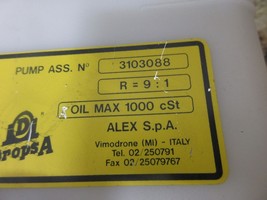 PUMP ASS. N° 3103088
R = 9 : 1
OIL MAX 1000 cSt
ALEX S.p.A.
Vimodrone (Mi) - ITALY
Tel. 02/250791
Fax 02/25079767
DropsA